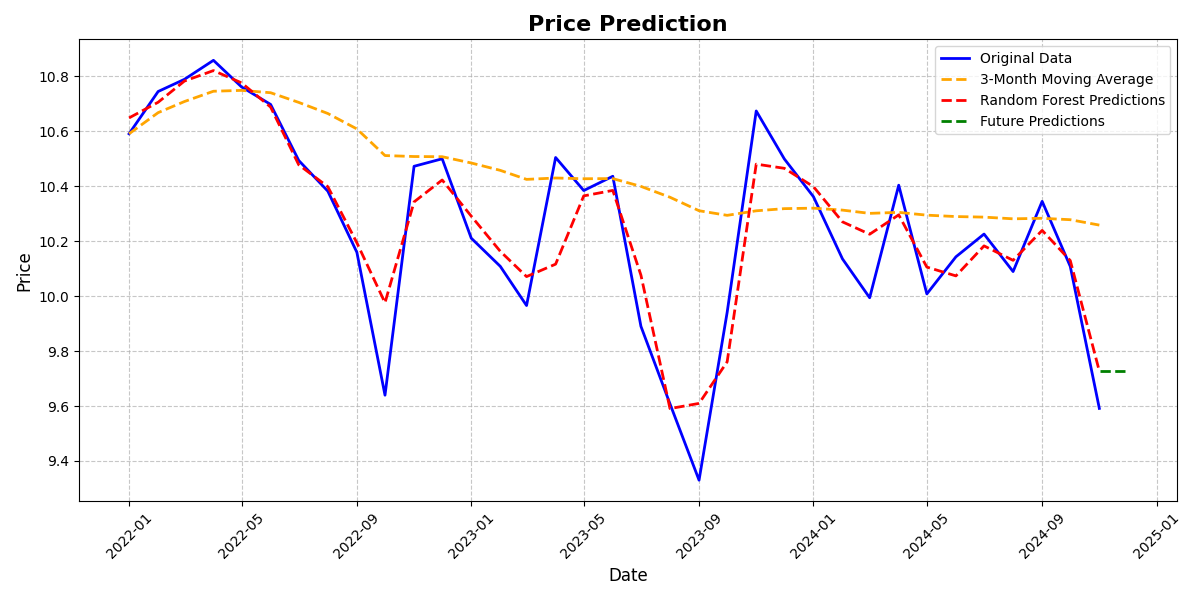 Price Prediction
Original Data
3-Month Moving Average
Random Forest Predictions
Future Predictions
Price
10.8
10.6
10.4
10.2
10.0
9.8
9.6
9.4
2022-01
2022-05
2022-09
2023-01
2023-05
2023-09
2024-01
2024-05
2024-09
2025-01
Date